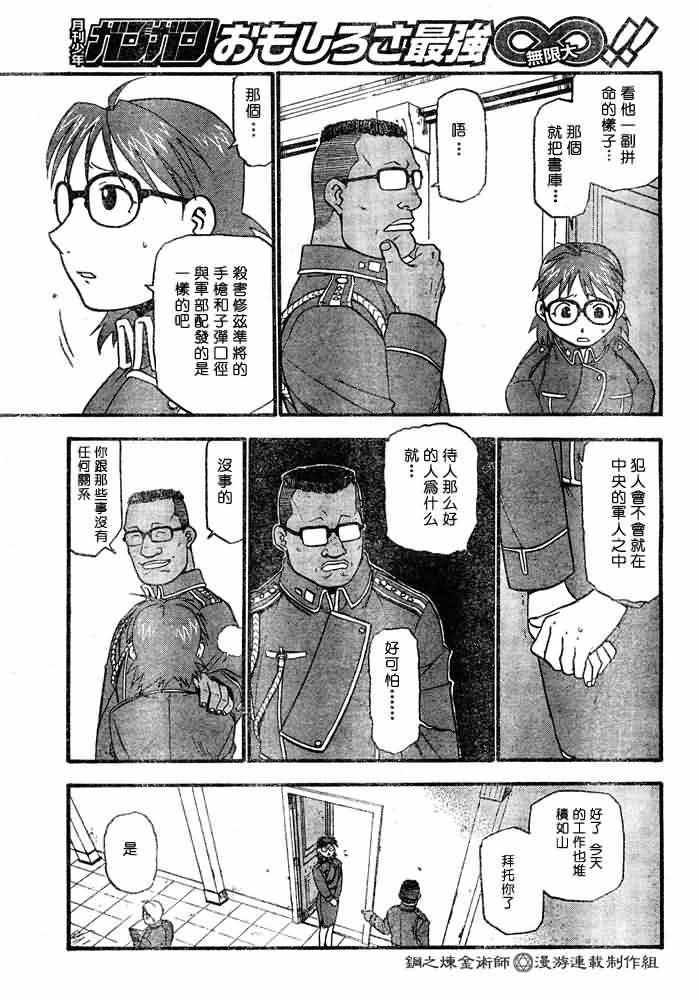 月刊少年
ガンガン おもしろさ最強 ∞ 無限大 !!
看他一副拼
命的樣子…
那個
就把書庫…
唔…
那個…
殺害修茲準將的
手槍和子彈口徑
與軍部配發的是
一樣的吧
犯人會不會就在
中央的軍人之中
待人那么好
的人爲什么
就……
好可怕
……
沒事的
你跟那些事沒有
任何關系
好了 今天
的工作也堆
積如山
拜托你了
是
鋼之煉金術師 漫游連載制作組